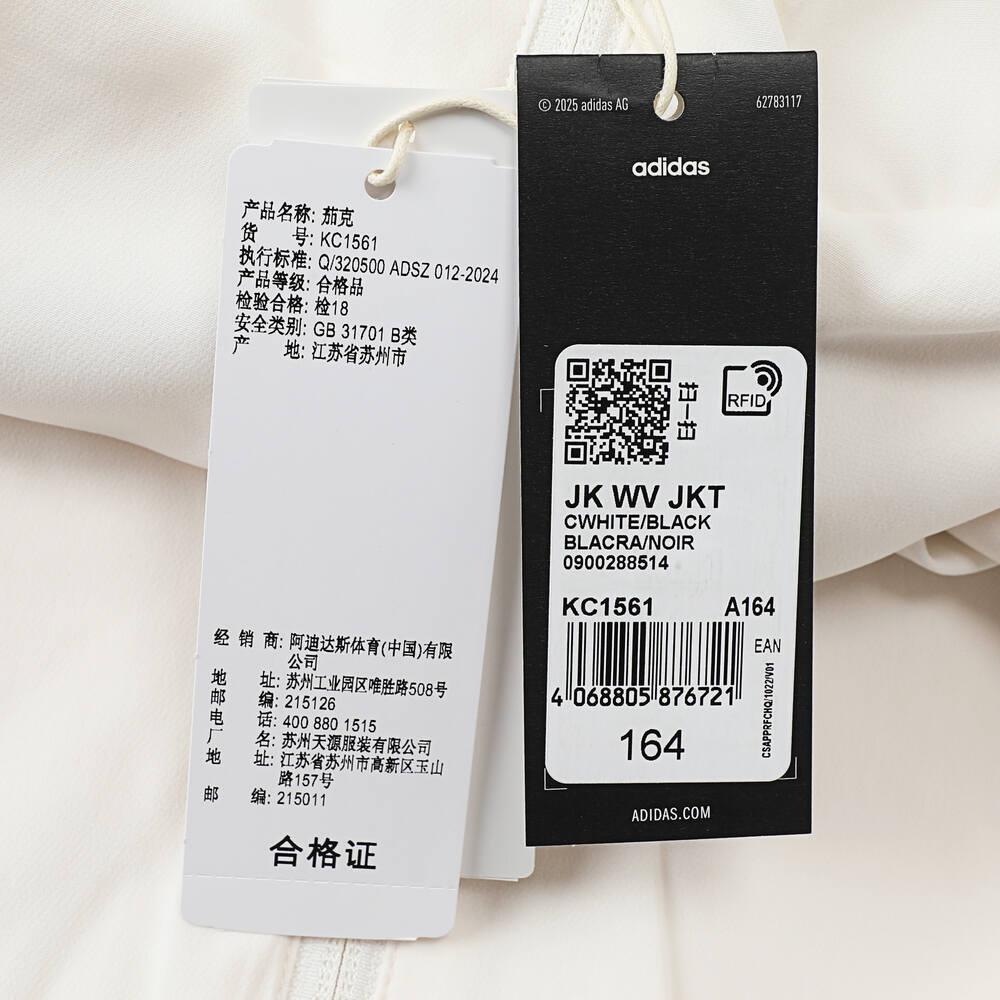 产品名称: 茄克
货 号: KC1561
执行标准: Q/320500 ADSZ 012-2024
产品等级: 合格品
检验合格: 检18
安全类别: GB 31701 B类
产 地: 江苏省苏州市
经 销 商: 阿迪达斯体育(中国)有限
公司
地 址: 苏州工业园区唯胜路508号
邮 编: 215126
电 话: 400 880 1515
厂 名: 苏州天源服装有限公司
地 址: 江苏省苏州市高新区玉山
路157号
邮 编: 215011
合格证
© 2025 adidas AG
62783117
adidas
扫一扫
RFID
JK WV JKT
CWHITE/BLACK
BLACRA/NOIR
0900288514
KC1561 A164
EAN
4 068805 876721
CSAPPRFCHQ/1022/V01
164
ADIDAS.COM